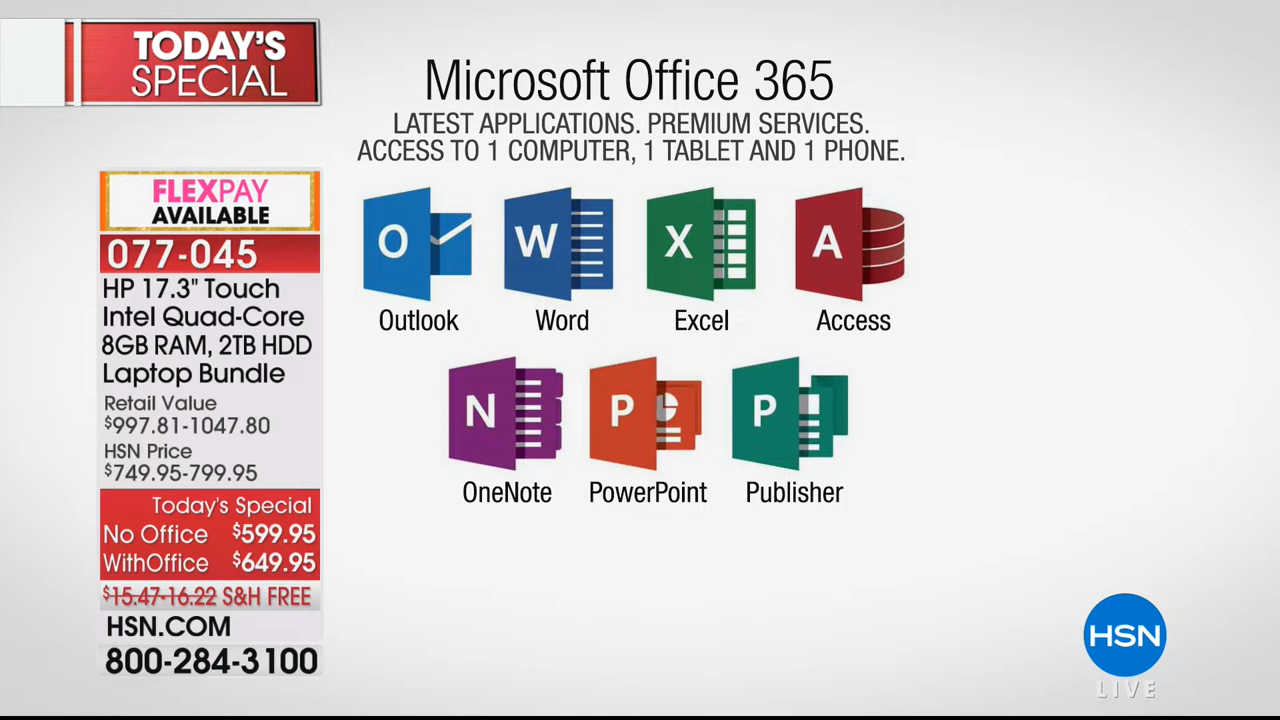 TODAY'S
SPECIAL
Microsoft Office 365
LATEST APPLICATIONS. PREMIUM SERVICES.
ACCESS TO 1 COMPUTER, 1 TABLET AND 1 PHONE.
FLEXPAY
AVAILABLE
077-045
HP 17.3" Touch
Intel Quad-Core
8GB RAM, 2TB HDD
Laptop Bundle
Retail Value
$997.81-1047.80
HSN Price
$749.95-799.95
Today's Special
No Office $599.95
WithOffice $649.95
$15.47-16.22 S&H FREE
HSN.COM
800-284-3100
O W X A
Outlook Word Excel Access
N P P
OneNote PowerPoint Publisher
HSN
LIVE